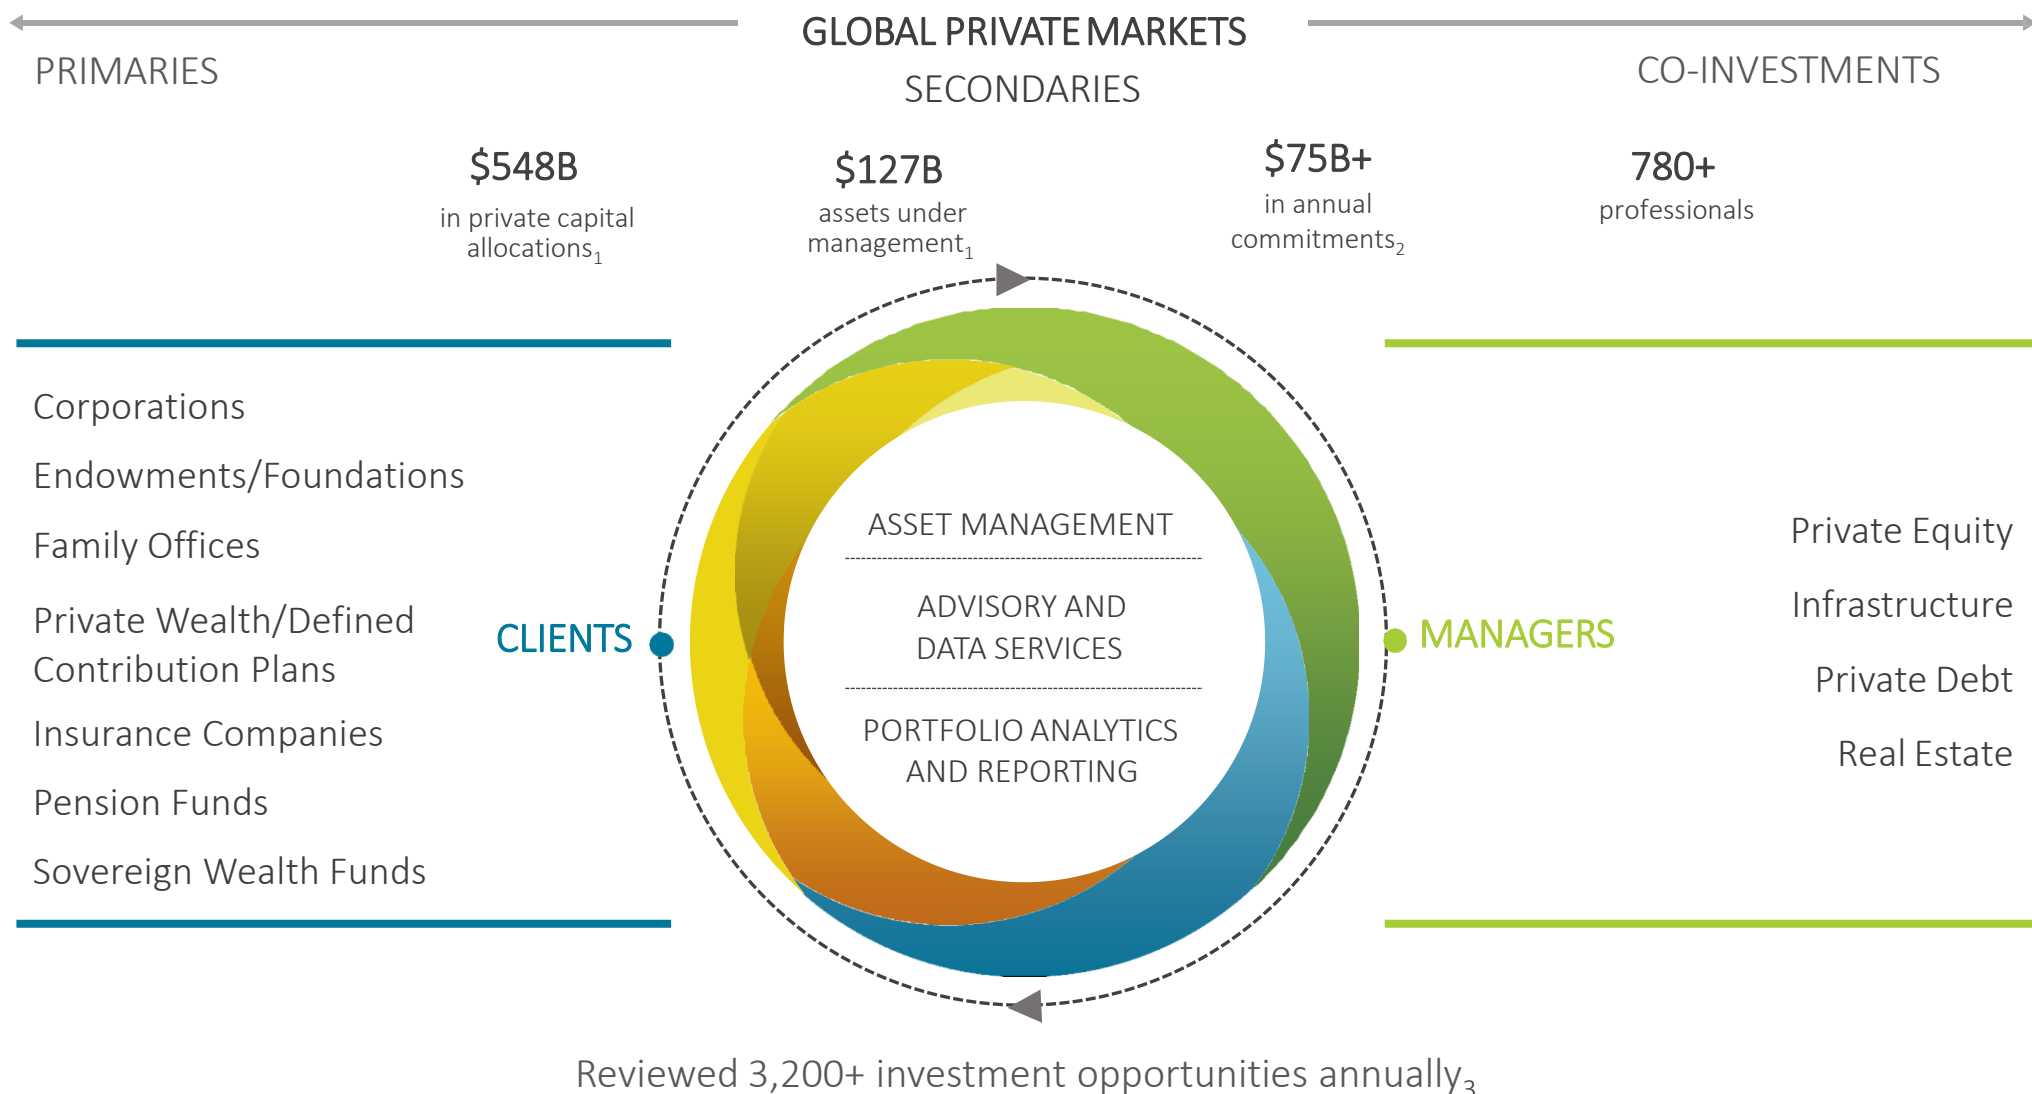 GLOBAL PRIVATE MARKETS
PRIMARIES
SECONDARIES
CO-INVESTMENTS
$548B
in private capital
allocations1
$127B
assets under
management1
$75B+
in annual
commitments2
780+
professionals
Corporations
Endowments/Foundations
Family Offices
Private Wealth/Defined
Contribution Plans
Insurance Companies
Pension Funds
Sovereign Wealth Funds
CLIENTS
ASSET MANAGEMENT
ADVISORY AND
DATA SERVICES
PORTFOLIO ANALYTICS
AND REPORTING
MANAGERS
Private Equity
Infrastructure
Private Debt
Real Estate
Reviewed 3,200+ investment opportunities annually3